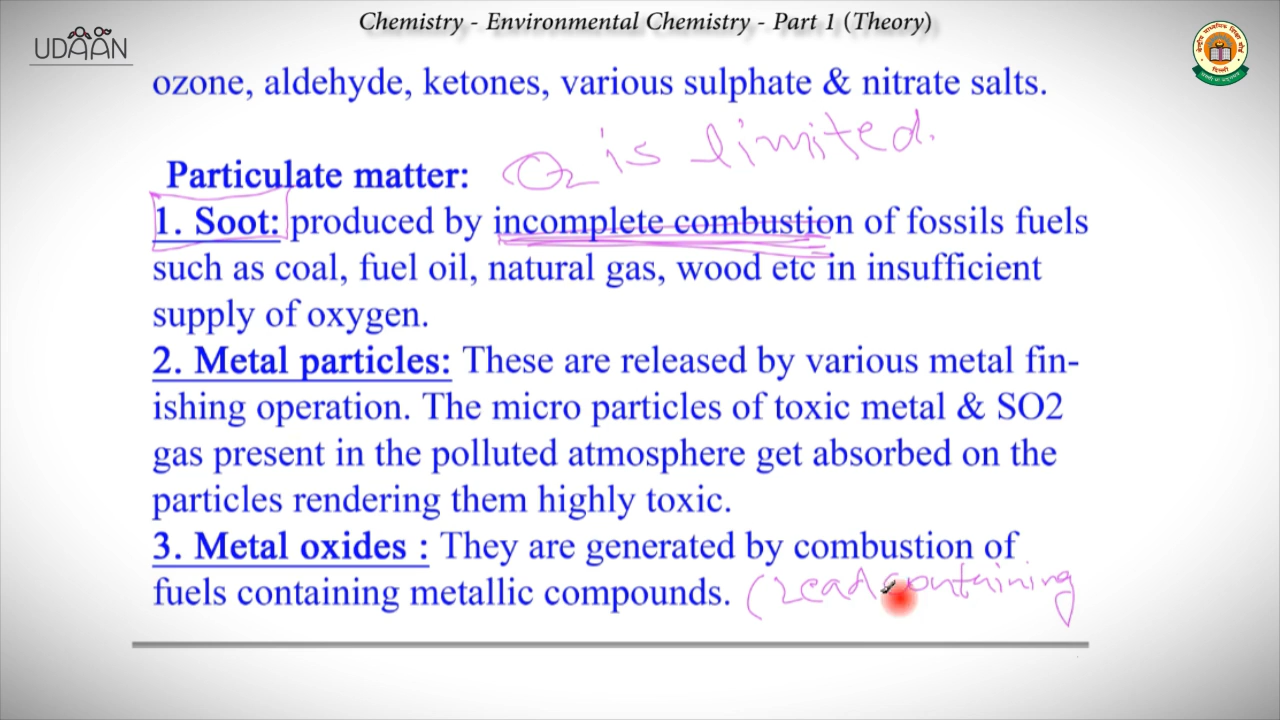 Chemistry - Environmental Chemistry - Part 1 (Theory)
UDAAN
ozone, aldehyde, ketones, various sulphate & nitrate salts.
O2 is limited.
Particulate matter:
1. Soot: produced by incomplete combustion of fossils fuels
such as coal, fuel oil, natural gas, wood etc in insufficient
supply of oxygen.
2. Metal particles: These are released by various metal fin-
ishing operation. The micro particles of toxic metal & SO2
gas present in the polluted atmosphere get absorbed on the
particles rendering them highly toxic.
3. Metal oxides : They are generated by combustion of
fuels containing metallic compounds. (Lead containing